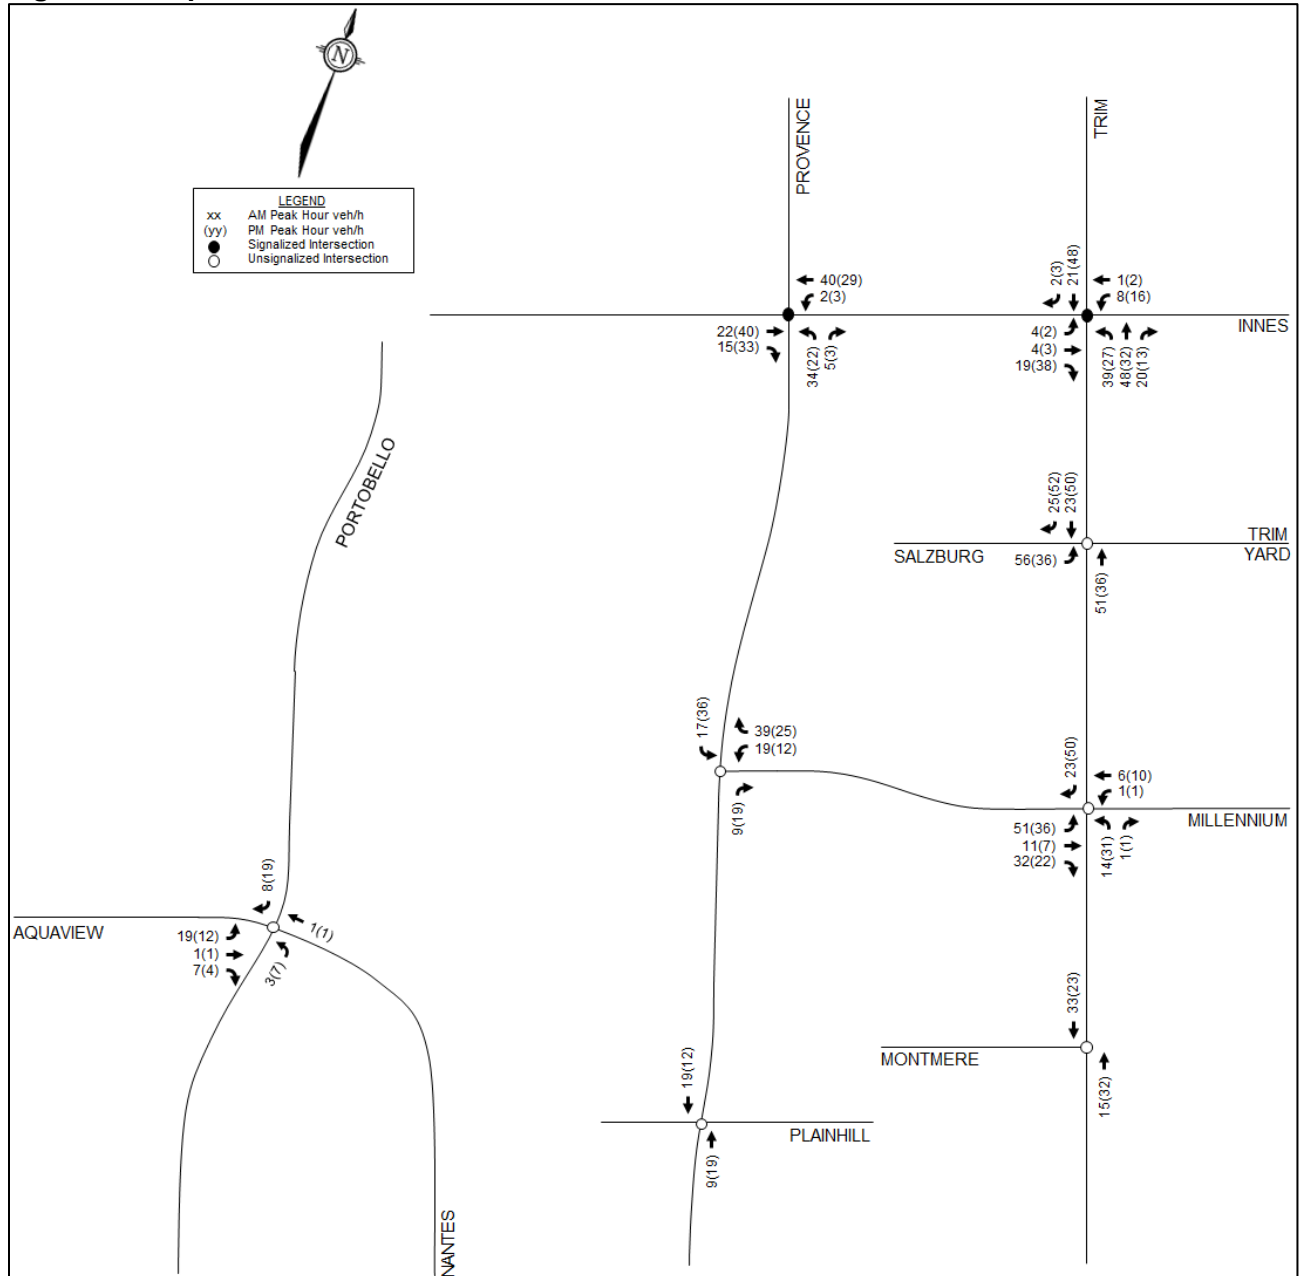 N
LEGEND
xx AM Peak Hour veh/h
(yy) PM Peak Hour veh/h
Signalized Intersection
Unsignalized Intersection
PROVENCE
TRIM
40(29)
2(3)
22(40)
15(33)
34(22)
5(3)
2(3)
21(48)
1(2)
8(16)
INNES
4(2)
4(3)
19(38)
39(27)
48(32)
20(13)
PORTOBELLO
25(52)
23(50)
SALZBURG
TRIM
YARD
56(36)
51(36)
17(36)
39(25)
19(12)
9(19)
23(50)
6(10)
1(1)
MILLENNIUM
51(36)
11(7)
32(22)
14(31)
1(1)
8(19)
AQUAVIEW
19(12)
1(1)
7(4)
1(1)
3(7)
33(23)
MONTMERE
15(32)
19(12)
PLAINHILL
9(19)
NANTES